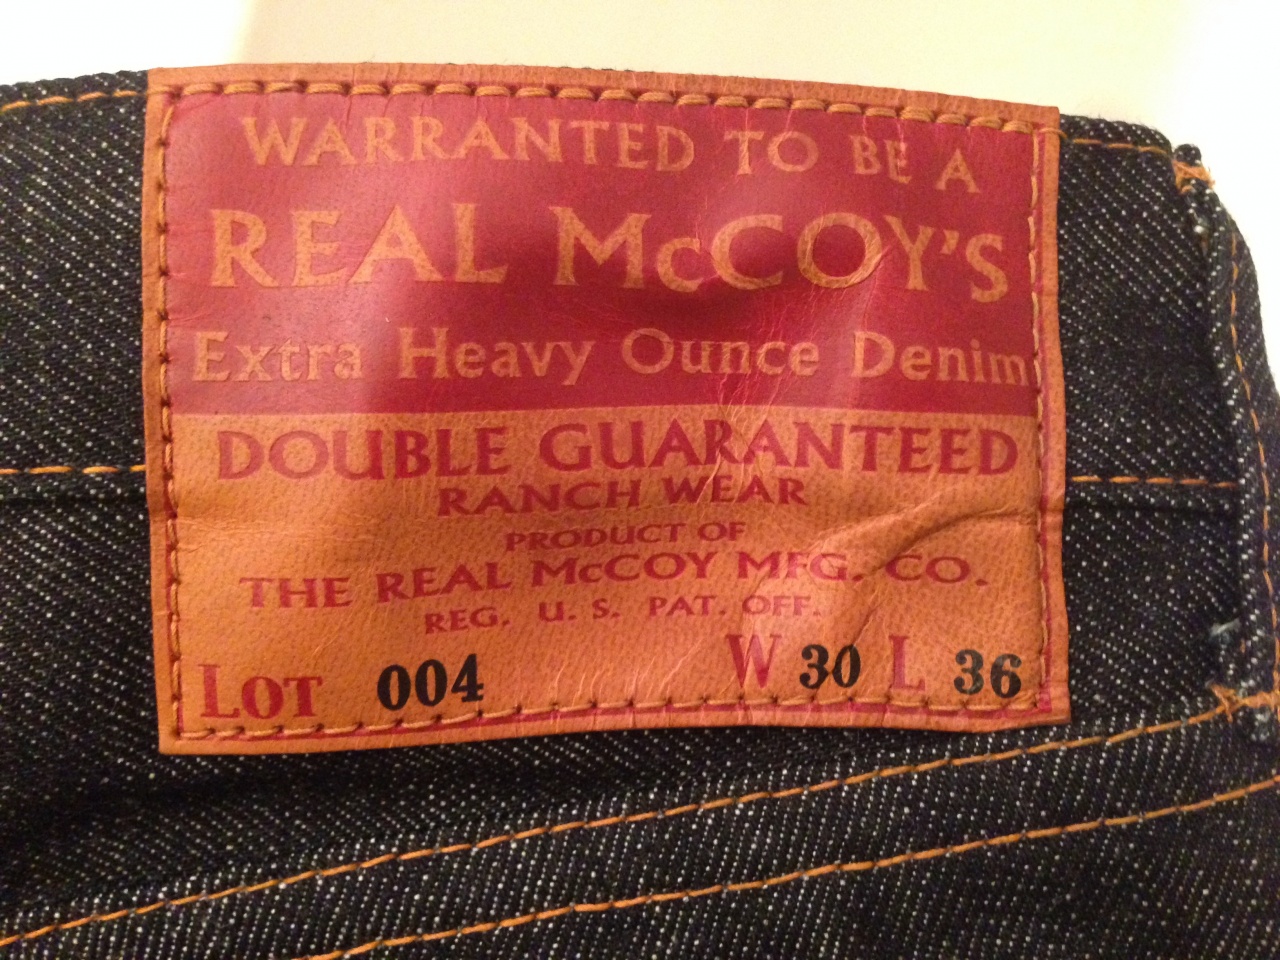 WARRANTED TO BE A
REAL McCOY'S
Extra Heavy Ounce Denim
DOUBLE GUARANTEED
RANCH WEAR
PRODUCT OF
THE REAL McCOY MFG. CO.
REG. U. S. PAT. OFF.
LOT 004 W 30 L 36